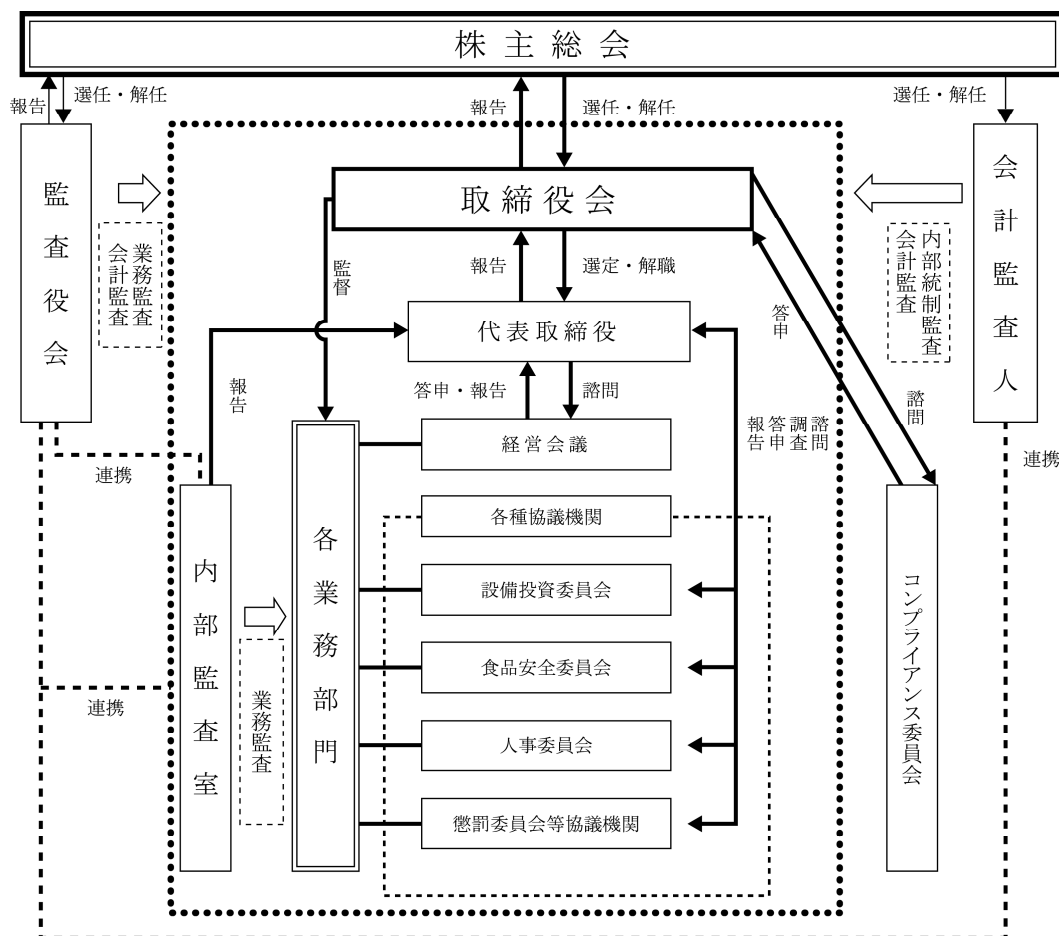 株主総会
報告
選任・解任
報告
選任・解任
選任・解任
監査役会
業務監査
会計監査
取締役会
会計監査人
内部統制監査
会計監査
監督
報告
選定・解職
代表取締役
答申
諮問
報告
答申・報告
諮問
経営会議
諮問
調査
答申
報告
連携
連携
各種協議機関
内部監査室
業務監査
各業務部門
設備投資委員会
食品安全委員会
人事委員会
懲罰委員会等協議機関
コンプライアンス委員会
連携